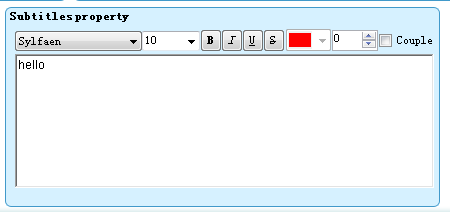 Subtitles property
Sylfaen 10 B I U S 0 Couple
hello